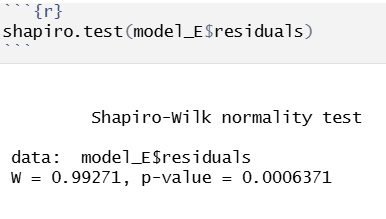 ```{r}
shapiro.test(model_E$residuals)
```
Shapiro-Wilk normality test
data:  model_E$residuals
W = 0.99271, p-value = 0.0006371